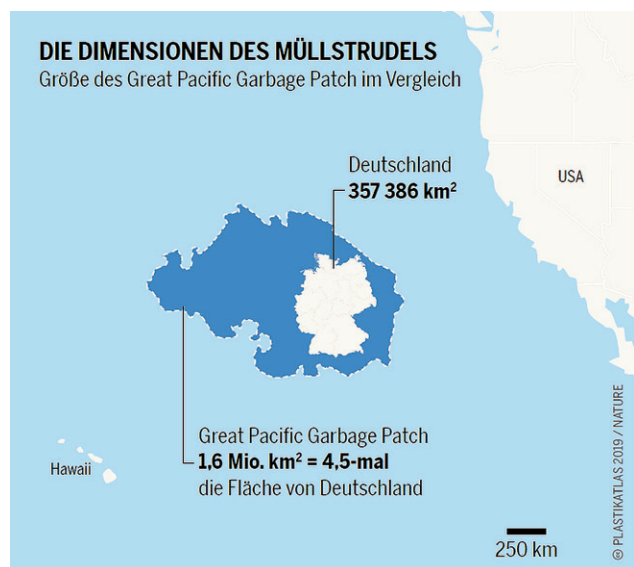 DIE DIMENSIONEN DES MÜLLSTRUDELS
Größe des Great Pacific Garbage Patch im Vergleich
Deutschland
357 386 km²
USA
Great Pacific Garbage Patch
1,6 Mio. km² = 4,5-mal
die Fläche von Deutschland
Hawaii
250 km
© PLASTIKATLAS 2019 / NATURE